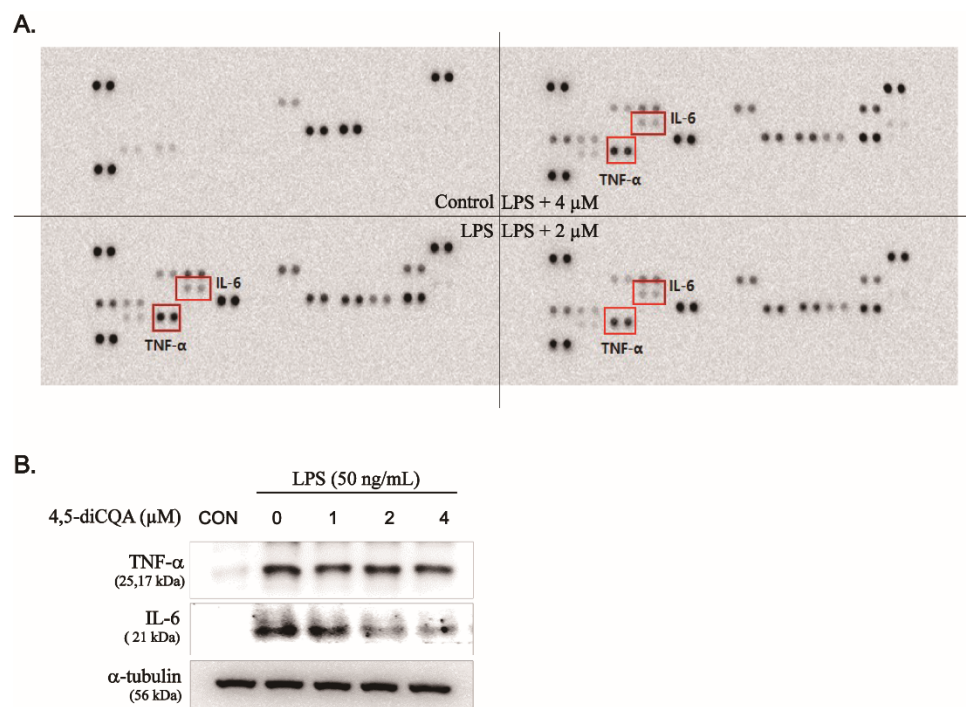 A.
IL-6
TNF-α
Control LPS + 4 µM
LPS LPS + 2 µM
IL-6
TNF-α
IL-6
TNF-α
B.
LPS (50 ng/mL)
4,5-diCQA (µM) CON 0 1 2 4
TNF-α
(25,17 kDa)
IL-6
( 21 kDa)
α-tubulin
(56 kDa)